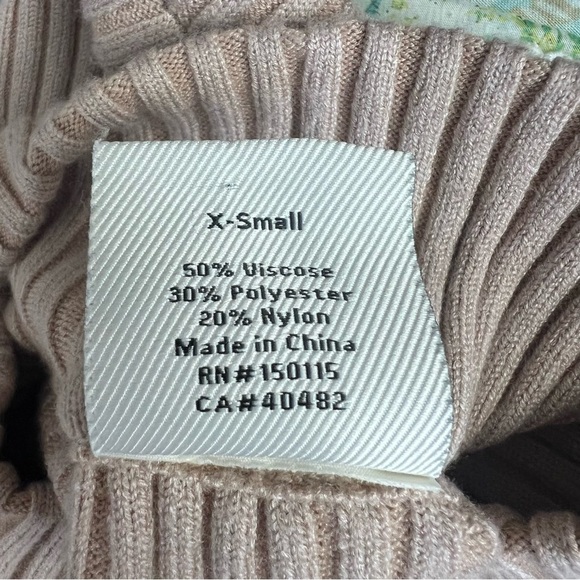 X-Small
50% Viscose
30% Polyester
20% Nylon
Made in China
RN#150115
CA#40482